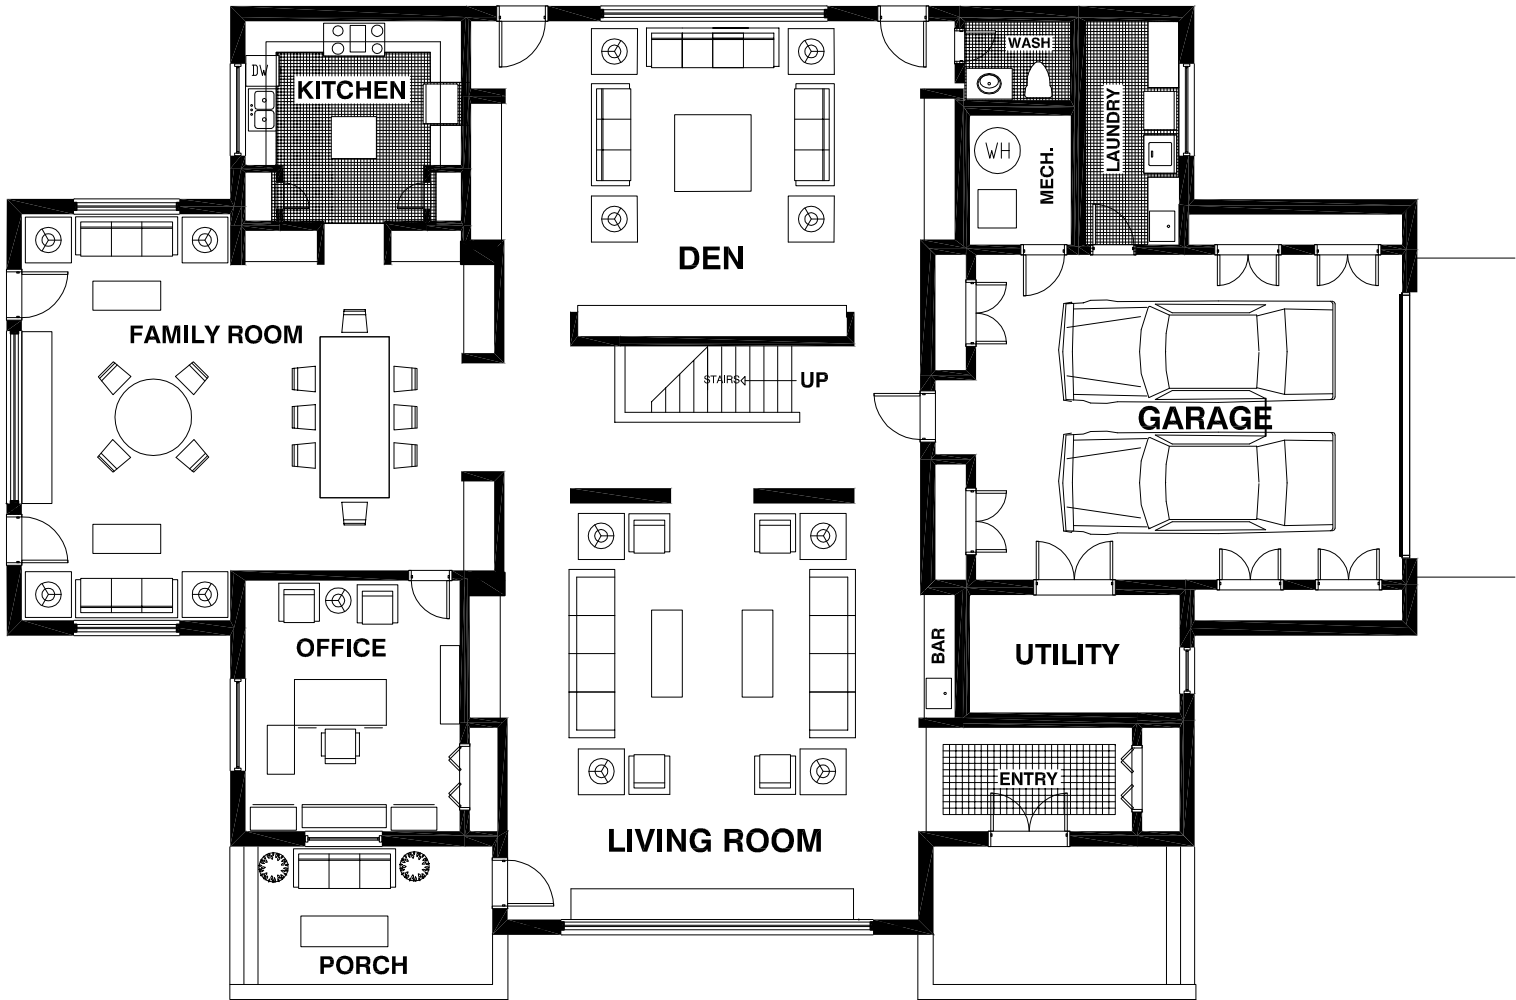 WASH
DW
KITCHEN
LAUNDRY
WH
MECH.
DEN
FAMILY ROOM
STAIRS
UP
GARAGE
OFFICE
BAR
UTILITY
ENTRY
LIVING ROOM
PORCH